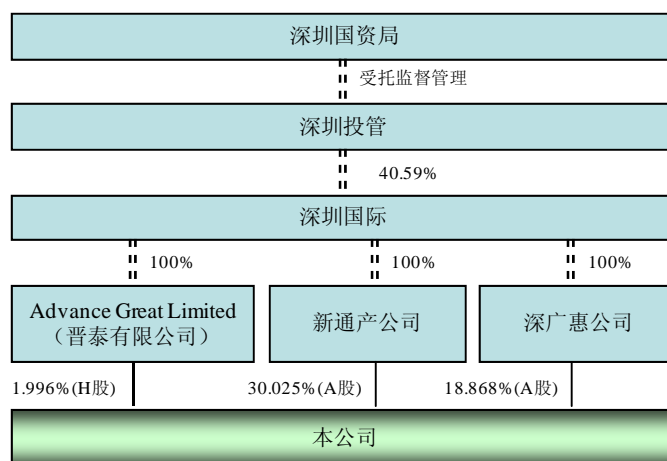 深圳国资局
受托监督管理
深圳投管
40.59%
深圳国际
100%
100%
100%
Advance Great Limited
（晋泰有限公司）
新通产公司
深广惠公司
1.996%(H股)
30.025%(A股)
18.868%(A股)
本公司